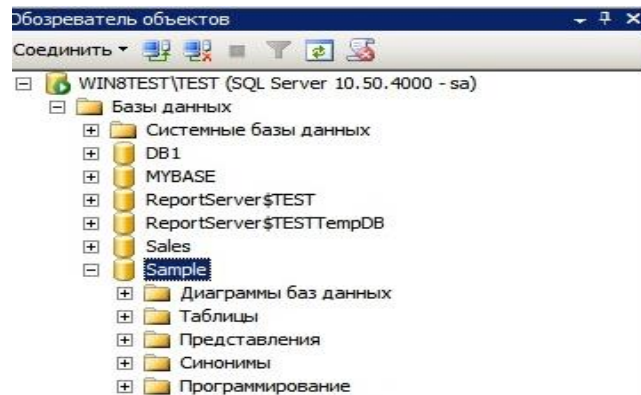 Обозреватель объектов
Соединить
WIN8TEST\TEST (SQL Server 10.50.4000 - sa)
Базы данных
Системные базы данных
DB1
MYBASE
ReportServer$TEST
ReportServer$TESTTempDB
Sales
Sample
Диаграммы баз данных
Таблицы
Представления
Синонимы
Программирование